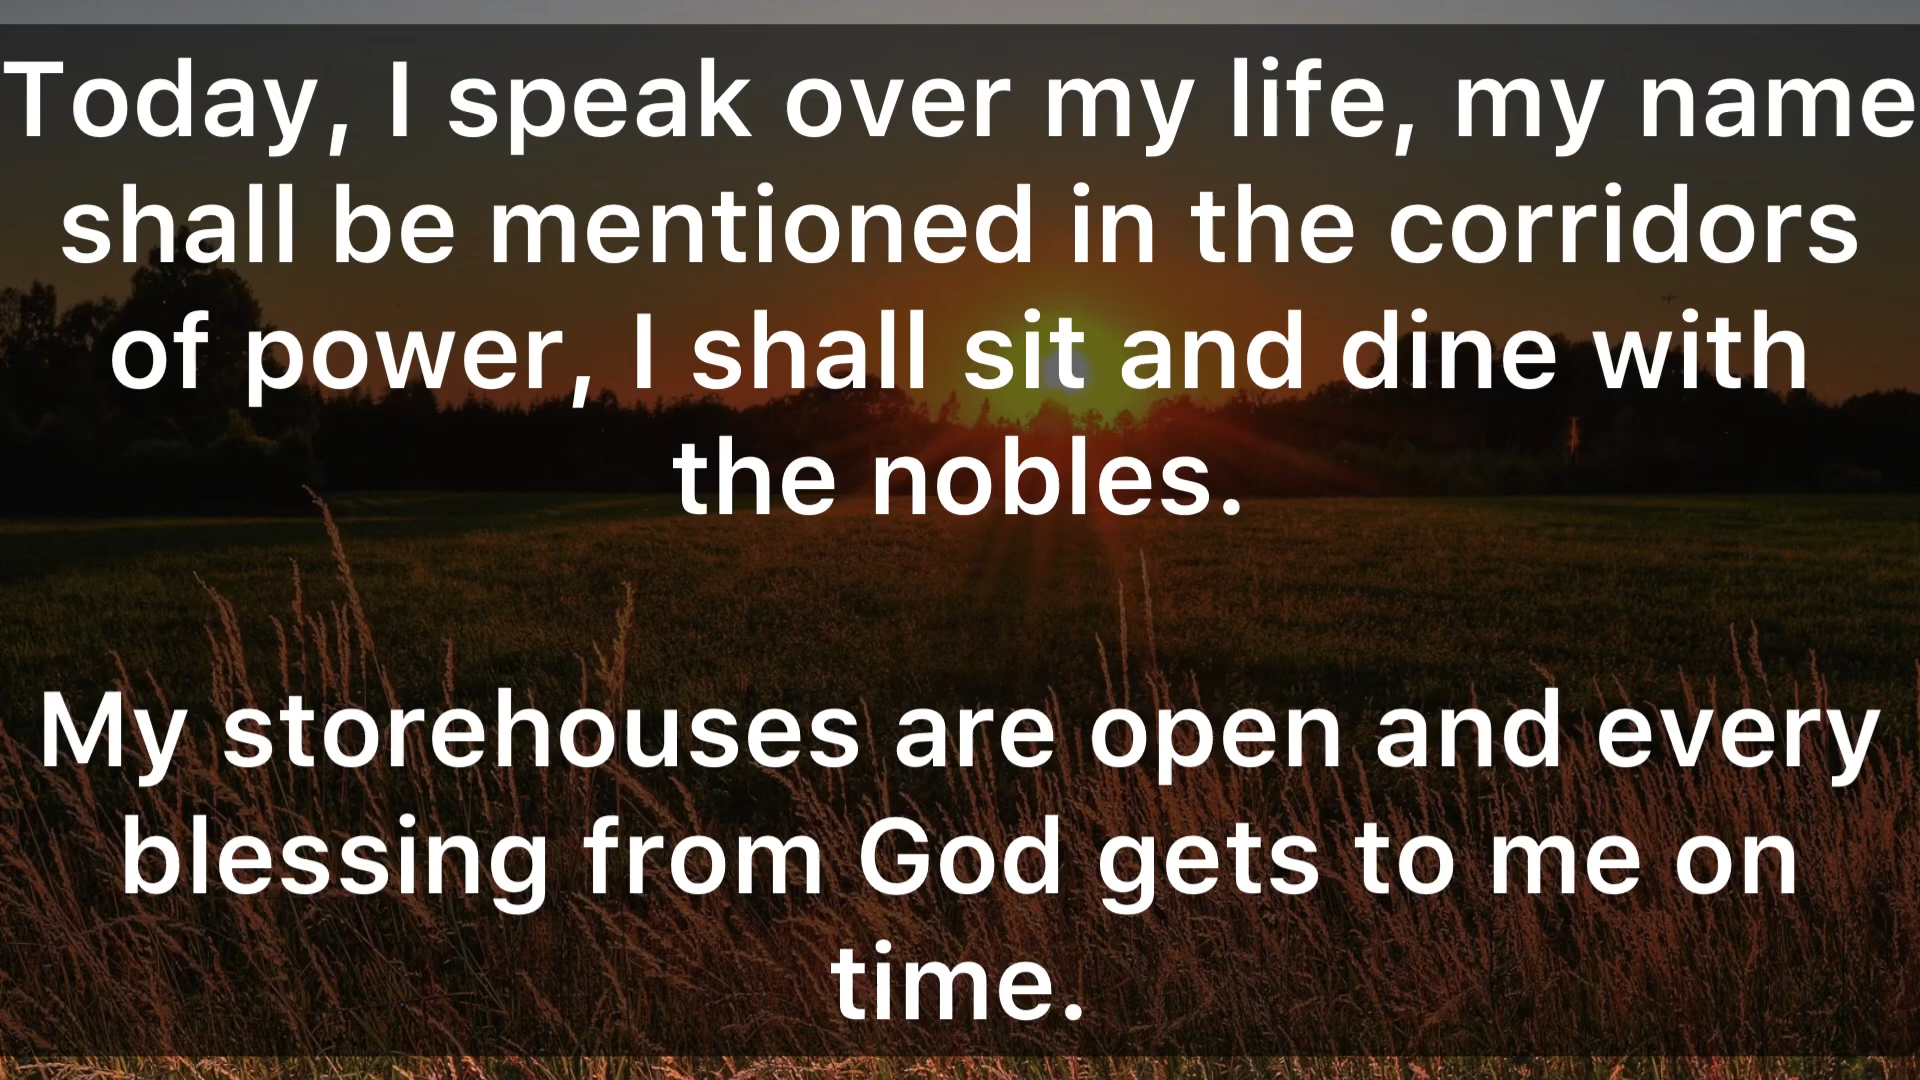 Today, I speak over my life, my name
shall be mentioned in the corridors
of power, I shall sit and dine with
the nobles.
My storehouses are open and every
blessing from God gets to me on
time.